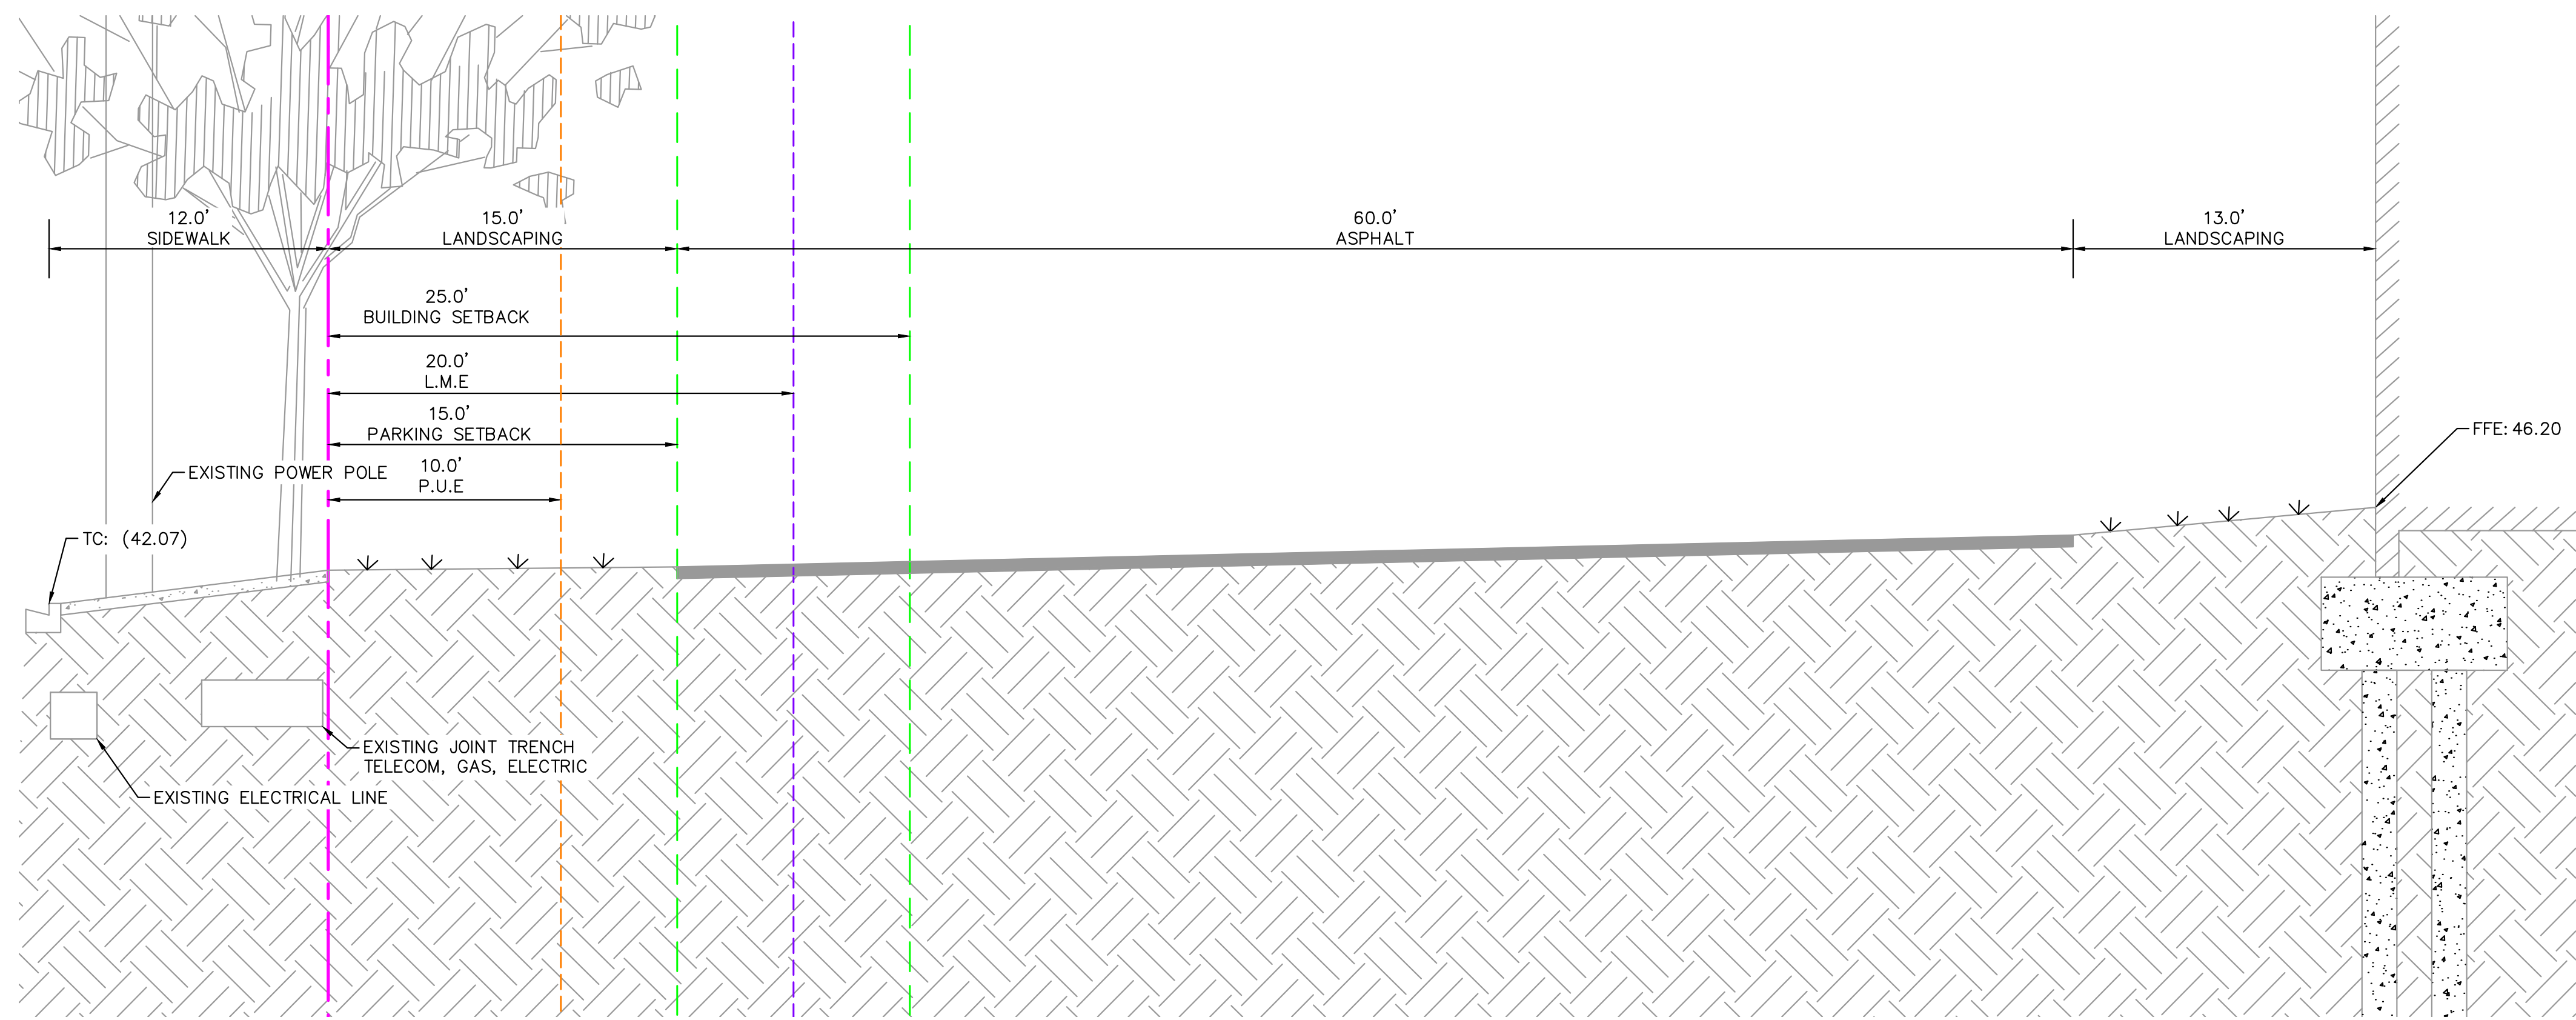 12.0'
SIDEWALK
15.0'
LANDSCAPING
60.0'
ASPHALT
13.0'
LANDSCAPING
25.0'
BUILDING SETBACK
20.0'
L.M.E
15.0'
PARKING SETBACK
10.0'
P.U.E
EXISTING POWER POLE
FFE: 46.20
TC: (42.07)
EXISTING JOINT TRENCH
TELECOM, GAS, ELECTRIC
EXISTING ELECTRICAL LINE